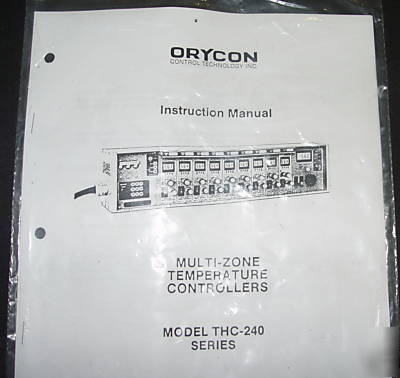 ORYCON
CONTROL TECHNOLOGY INC.
Instruction Manual
MULTI-ZONE
TEMPERATURE
CONTROLLERS
MODEL THC-240
SERIES